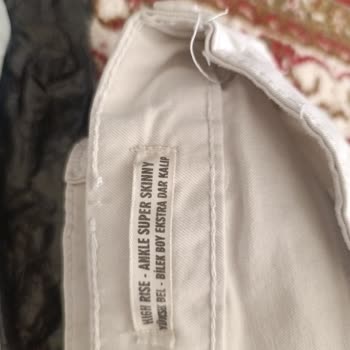 HIGH RISE - ANKLE SUPER SKINNY
YÜKSEK BEL - BİLEK BOY EKSTRA DAR KALIP